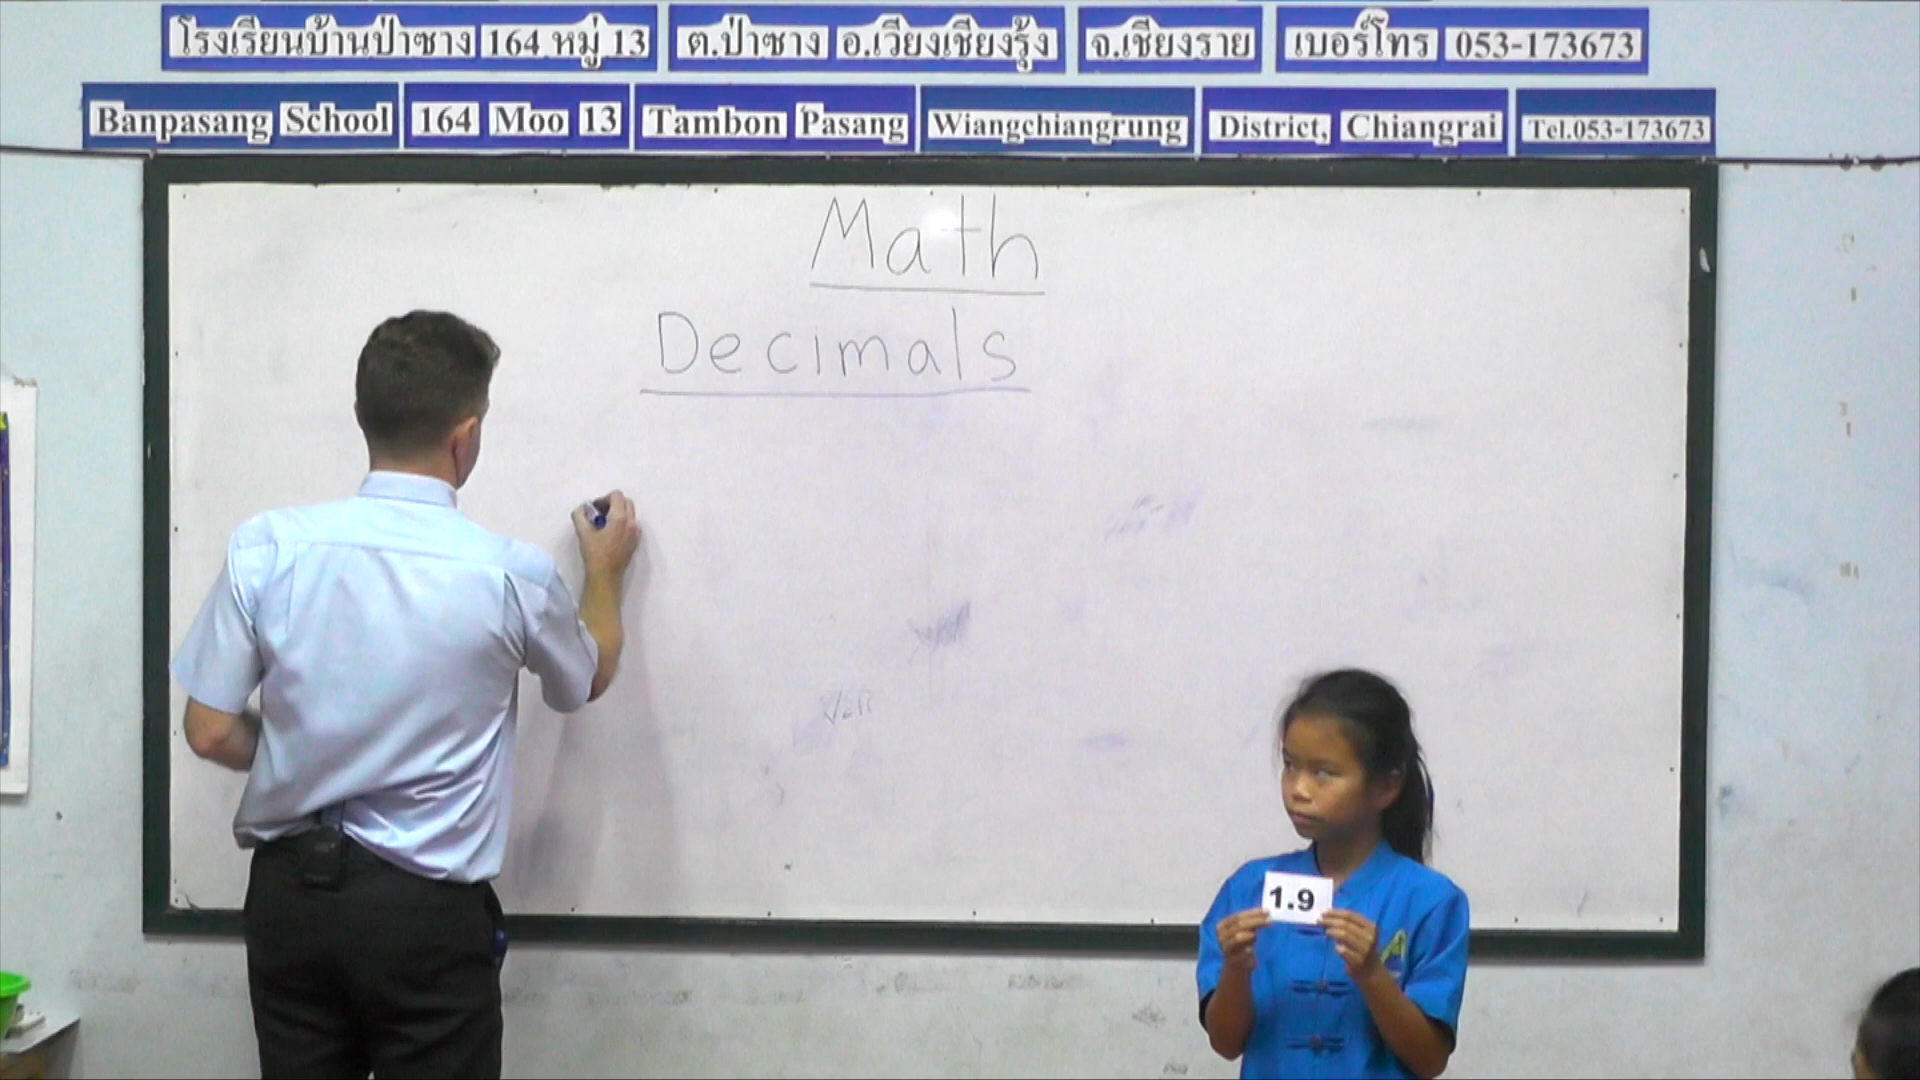 โรงเรียนบ้านป่าซาง 164 หมู่ 13 ต.ป่าซาง อ.เวียงเชียงรุ้ง จ.เชียงราย เบอร์โทร 053-173673
Banpasang School 164 Moo 13 Tambon Pasang Wiangchiangrung District, Chiangrai Tel.053-173673
Math
Decimals
1.9